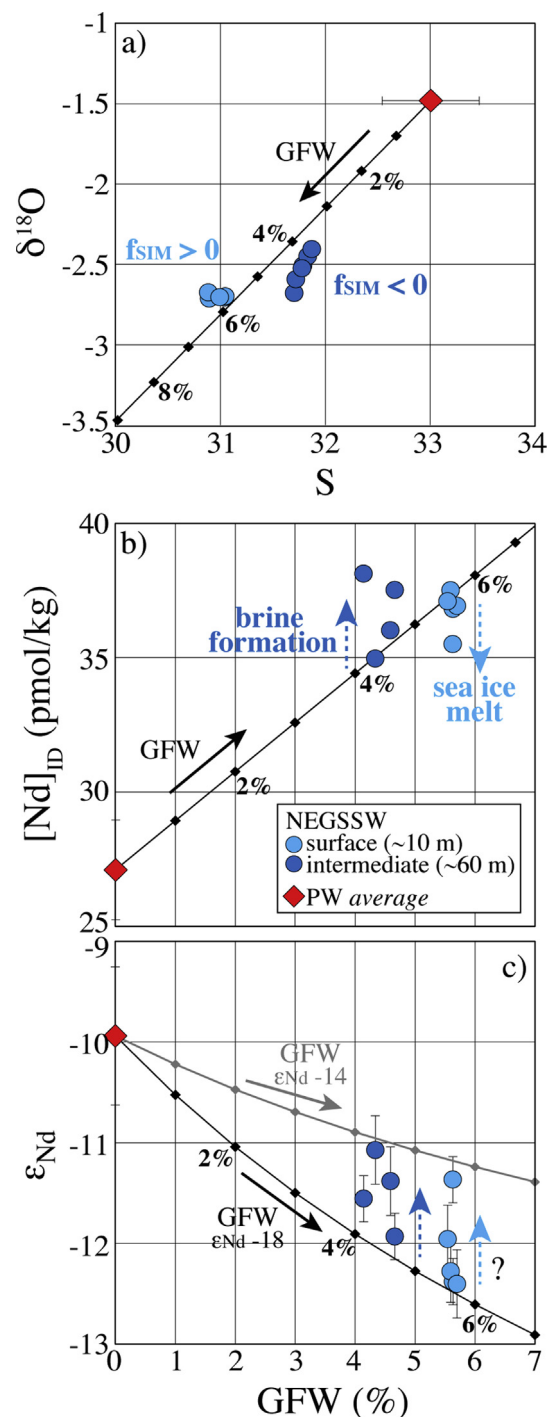 a)
-1
-1.5
-2
-2.5
-3
-3.5
δ18O
GFW
2%
4%
fSIM > 0
fSIM < 0
6%
8%
30
31
32
33
34
S
b)
40
35
30
25
[Nd]ID (pmol/kg)
6%
brine
formation
4%
sea ice
melt
GFW
2%
NEGSSW
surface (~10 m)
intermediate (~60 m)
PW average
c)
-9
-10
-11
-12
-13
εNd
GFW
εNd -14
2%
GFW
εNd -18
4%
?
6%
0
1
2
3
4
5
6
7
GFW (%)